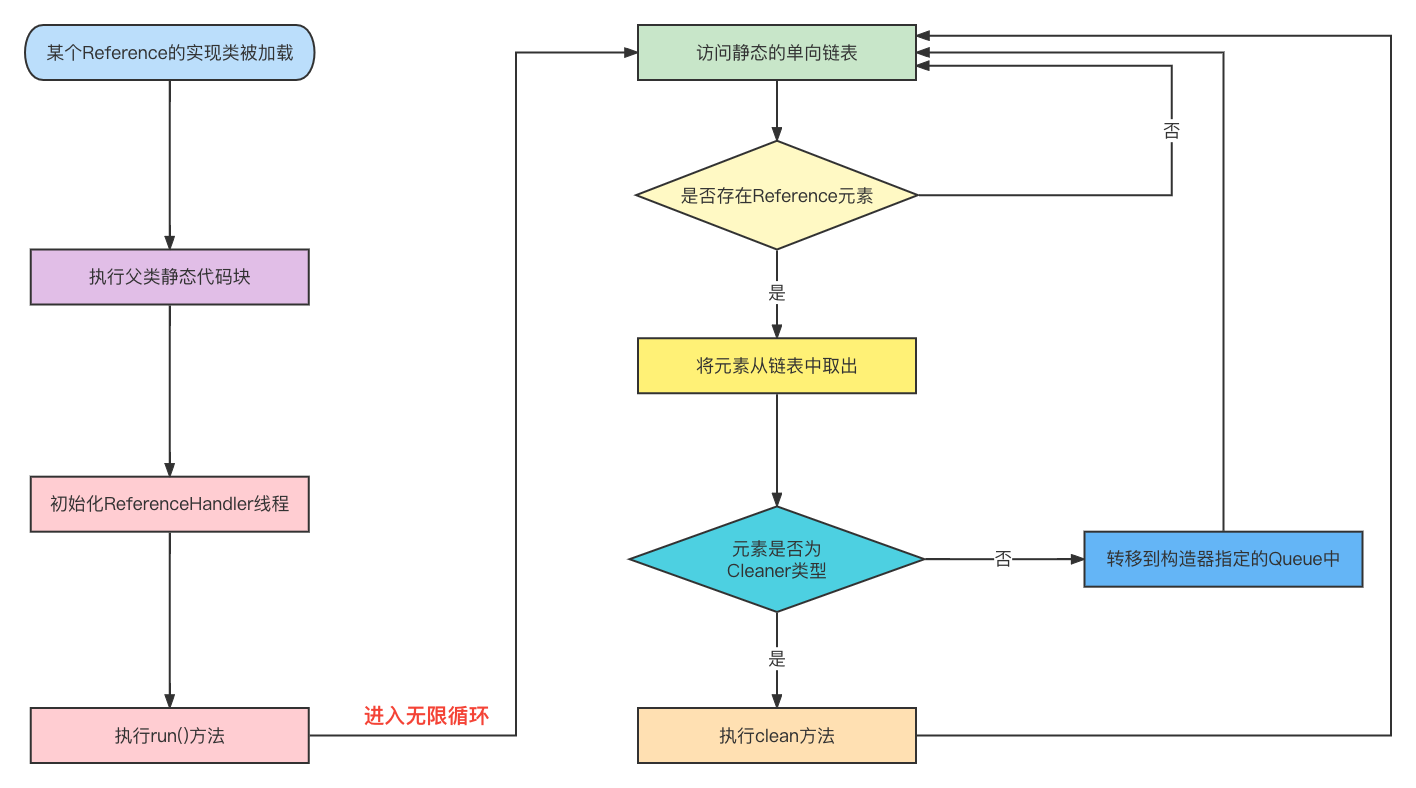 某个Reference的实现类被加载
执行父类静态代码块
初始化ReferenceHandler线程
执行run()方法
进入无限循环
访问静态的单向链表
否
是否存在Reference元素
是
将元素从链表中取出
元素是否为
Cleaner类型
否
转移到构造器指定的Queue中
是
执行clean方法